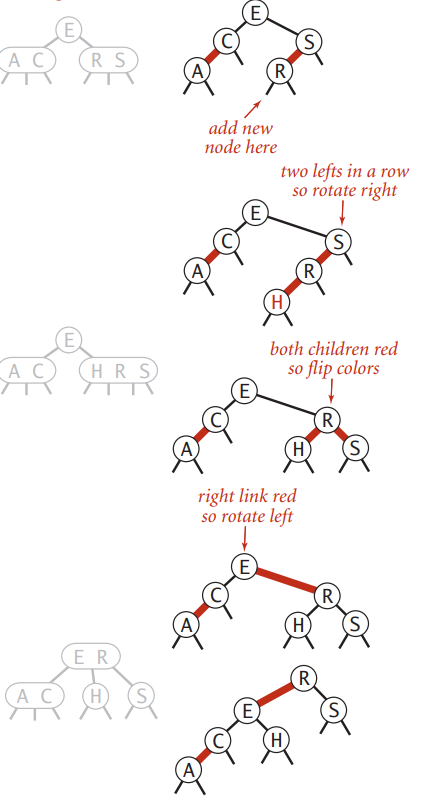 E
A C
R S
E
C
S
A
R
add new
node here
two lefts in a row
so rotate right
E
C
S
A
R
H
E
A C
H R S
both children red
so flip colors
E
C
R
A
H
S
right link red
so rotate left
E
C
R
A
H
S
E R
A C
H
S
R
E
S
C
H
A